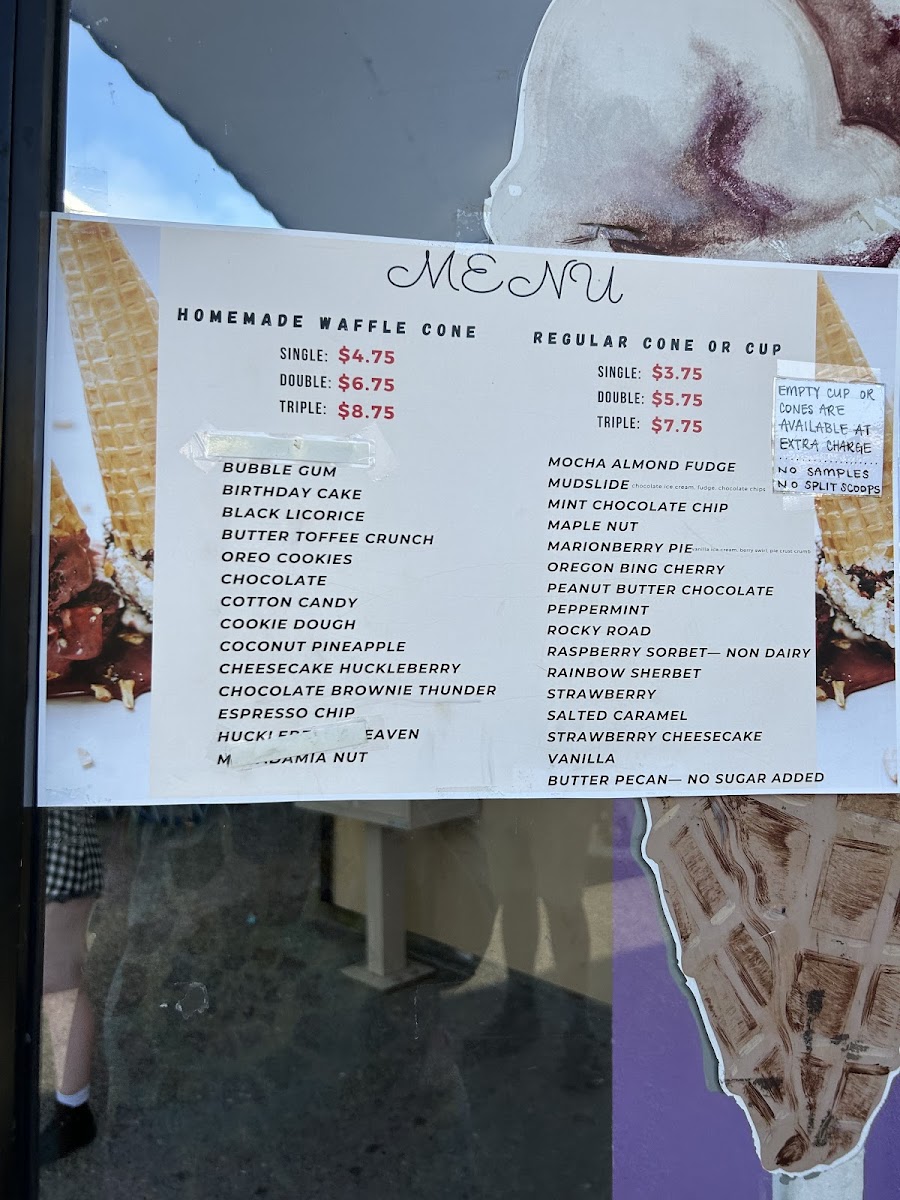 MENU
HOMEMADE WAFFLE CONE
SINGLE: $4.75
DOUBLE: $6.75
TRIPLE: $8.75
BUBBLE GUM
BIRTHDAY CAKE
BLACK LICORICE
BUTTER TOFFEE CRUNCH
OREO COOKIES
CHOCOLATE
COTTON CANDY
COOKIE DOUGH
COCONUT PINEAPPLE
CHEESECAKE HUCKLEBERRY
CHOCOLATE BROWNIE THUNDER
ESPRESSO CHIP
REGULAR CONE OR CUP
SINGLE: $3.75
DOUBLE: $5.75
TRIPLE: $7.75
MOCHA ALMOND FUDGE
MUDSLIDE chocolate ice cream, fudge, chocolate chips
MINT CHOCOLATE CHIP
MAPLE NUT
MARIONBERRY PIE vanilla ice cream, berry swirl, pie crust crumb
OREGON BING CHERRY
PEANUT BUTTER CHOCOLATE
PEPPERMINT
ROCKY ROAD
RASPBERRY SORBET— NON DAIRY
RAINBOW SHERBET
STRAWBERRY
SALTED CARAMEL
STRAWBERRY CHEESECAKE
VANILLA
BUTTER PECAN— NO SUGAR ADDED
EMPTY CUP OR
CONES ARE
AVAILABLE AT
EXTRA CHARGE
NO SAMPLES
NO SPLIT SCOOPS